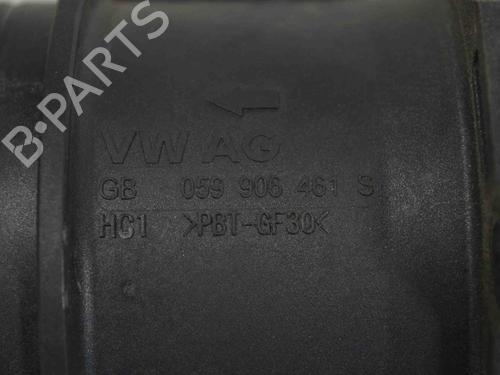 B-PARTS
VW AG
GB 059 906 461 S
HC1 >PBT-GF30<